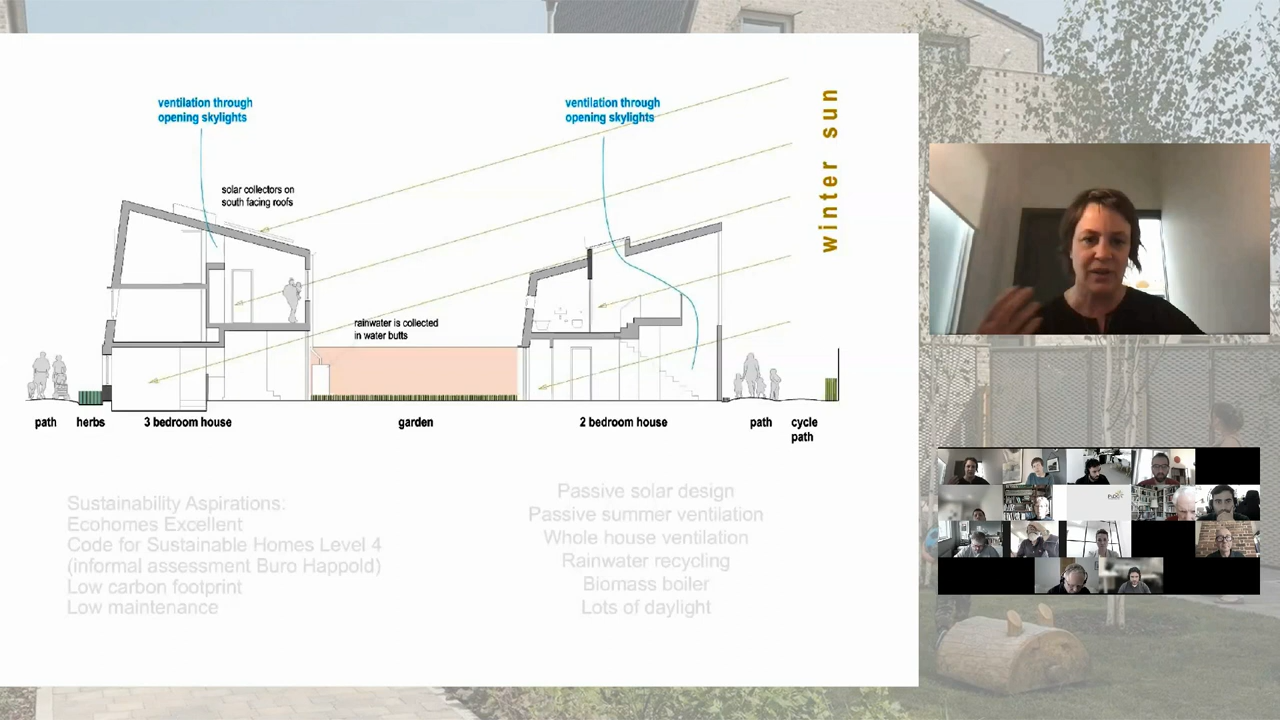 ventilation through
opening skylights
ventilation through
opening skylights
winter sun
solar collectors on
south facing roofs
rainwater is collected
in water butts
path
herbs
3 bedroom house
garden
2 bedroom house
path
cycle
path
Sustainability Aspirations:
Ecohomes Excellent
Code for Sustainable Homes Level 4
(informal assessment Buro Happold)
Low carbon footprint
Low maintenance
Passive solar design
Passive summer ventilation
Whole house ventilation
Rainwater recycling
Biomass boiler
Lots of daylight